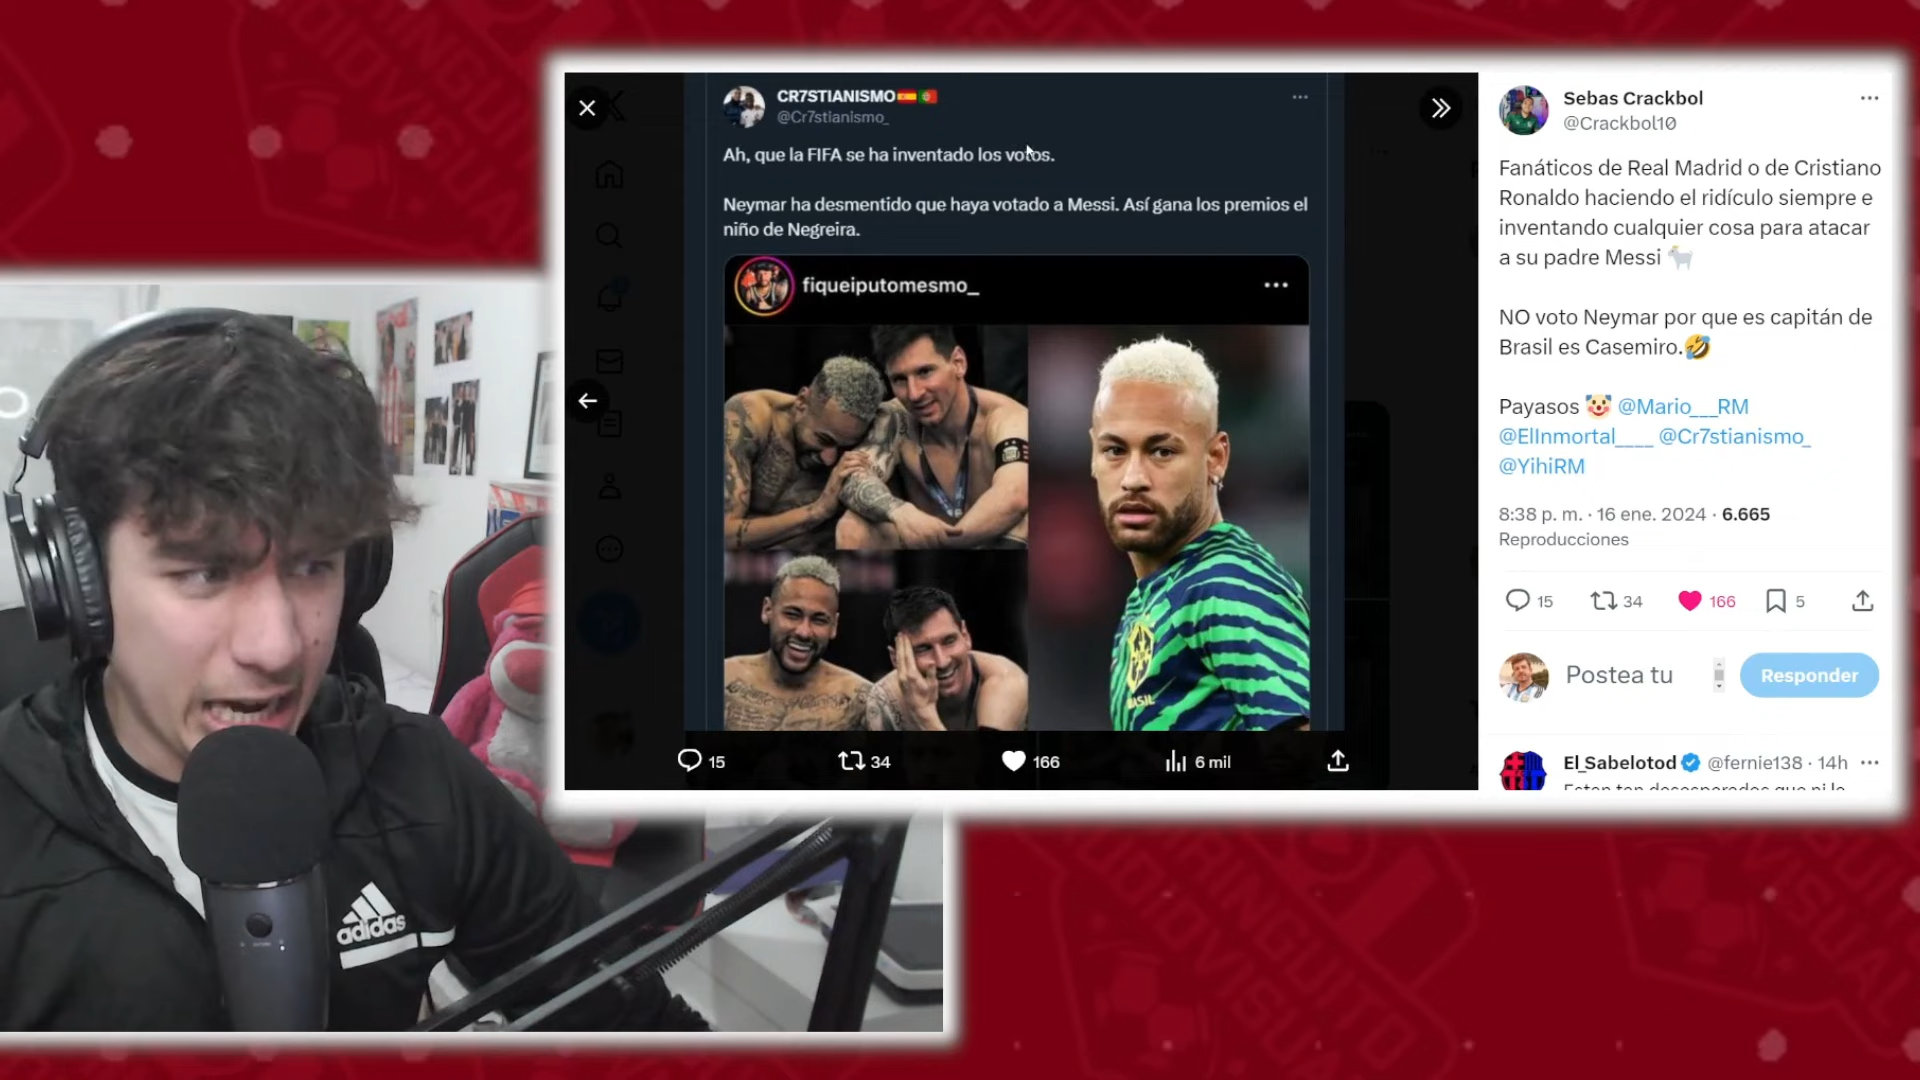 CR7STIANISMO
@Cr7stianismo_
Ah, que la FIFA se ha inventado los votos.
Neymar ha desmentido que haya votado a Messi. Así gana los premios el
niño de Negreira.
fiqueiputomesmo_
BRASIL
15
34
166
6 mil
Sebas Crackbol
@Crackbol10
Fanáticos de Real Madrid o de Cristiano
Ronaldo haciendo el ridículo siempre e
inventando cualquier cosa para atacar
a su padre Messi 🐐
NO voto Neymar por que es capitán de
Brasil es Casemiro.🤣
Payasos 🤡 @Mario___RM
@ElInmortal____ @Cr7stianismo_
@YihiRM
8:38 p. m. · 16 ene. 2024 · 6.665
Reproducciones
15
34
166
5
Postea tu
Responder
El_Sabelotod @fernie138 · 14h
adidas